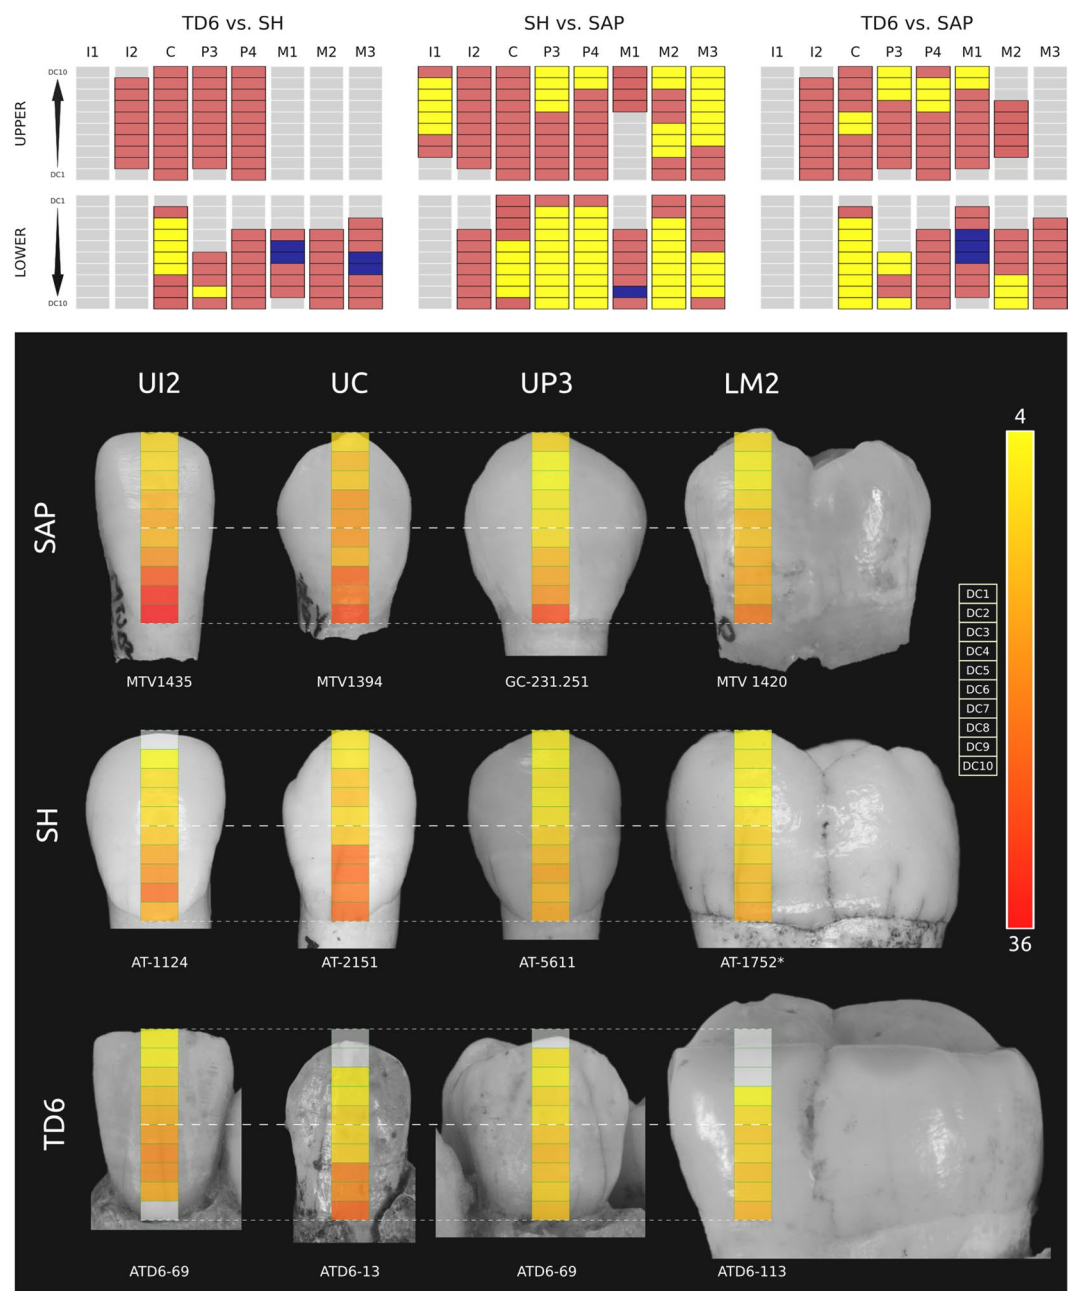 TD6 vs. SH SH vs. SAP TD6 vs. SAP
I1 I2 C P3 P4 M1 M2 M3 I1 I2 C P3 P4 M1 M2 M3 I1 I2 C P3 P4 M1 M2 M3
DC10
UPPER
DC1
DC1
LOWER
DC10
UI2 UC UP3 LM2
4
SAP
MTV1435 MTV1394 GC-231.251 MTV 1420
DC1
DC2
DC3
DC4
DC5
DC6
DC7
DC8
DC9
DC10
SH
36
AT-1124 AT-2151 AT-5611 AT-1752*
TD6
ATD6-69 ATD6-13 ATD6-69 ATD6-113